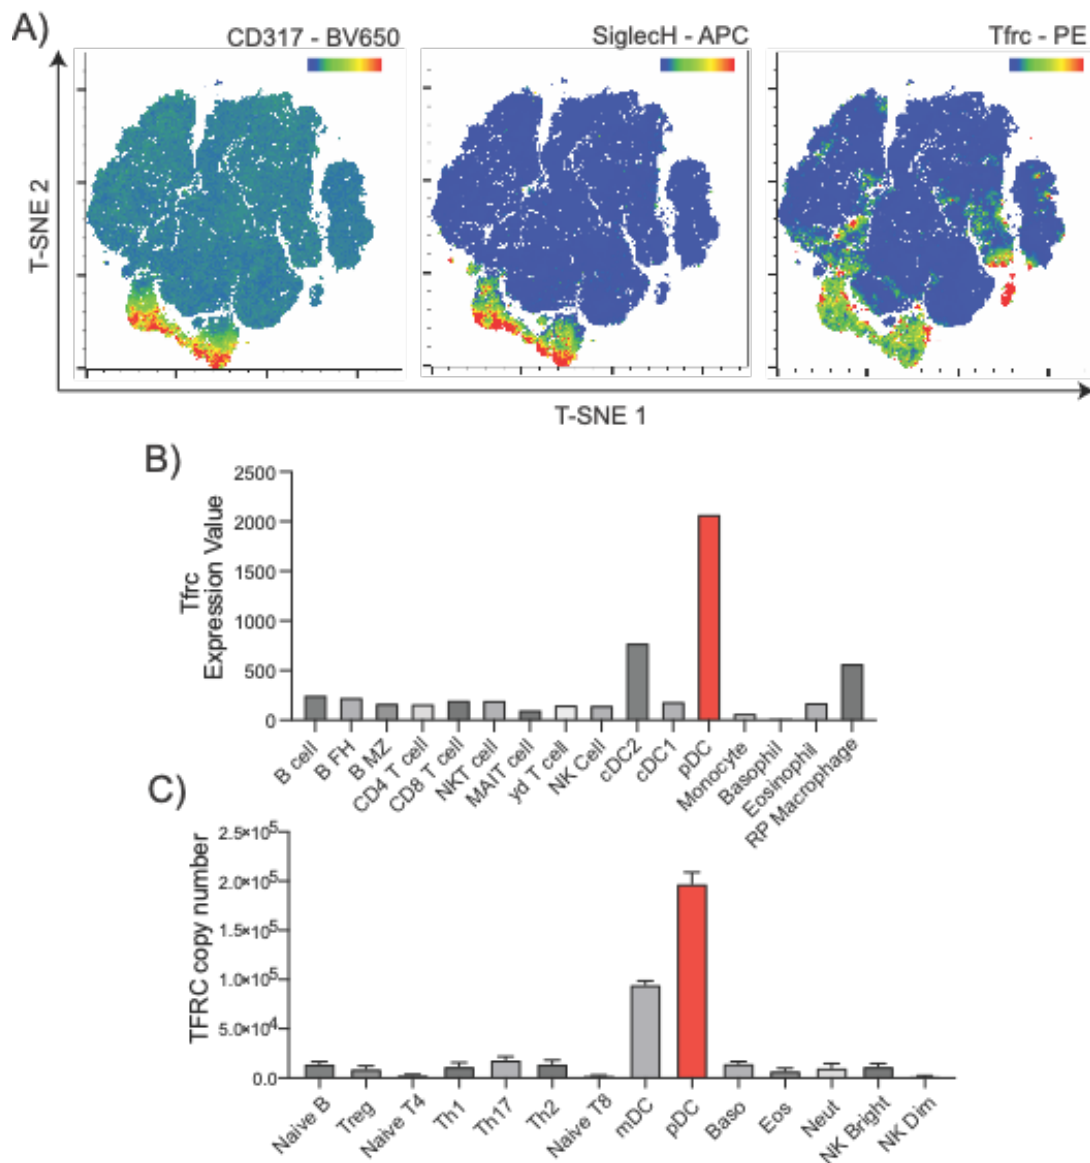 A)
CD317 - BV650
SiglecH - APC
Tfrc - PE
T-SNE 2
T-SNE 1
B)
Tfrc
Expression Value
2500
2000
1500
1000
500
0
B cell
B FH
B MZ
CD4 T cell
CD8 T cell
NKT cell
MAIT cell
yd T cell
NK Cell
cDC2
cDC1
pDC
Monocyte
Basophil
Eosinophil
RP Macrophage
C)
TFRC copy number
2.5×10⁵
2.0×10⁵
1.5×10⁵
1.0×10⁵
5.0×10⁴
0.0
Naive B
Treg
Naive T4
Th1
Th17
Th2
Naive T8
mDC
pDC
Baso
Eos
Neut
NK Bright
NK Dim